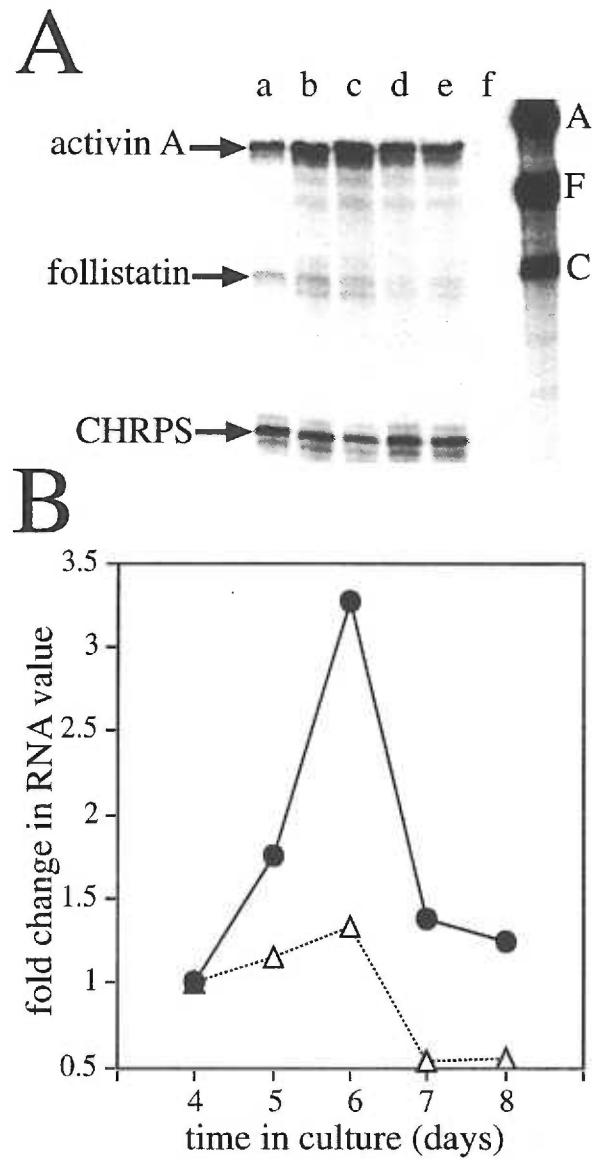 A
a b c d e f
activin A
A
F
follistatin
C
CHRPS
B
fold change in RNA value
3.5
3
2.5
2
1.5
1
0.5
4 5 6 7 8
time in culture (days)